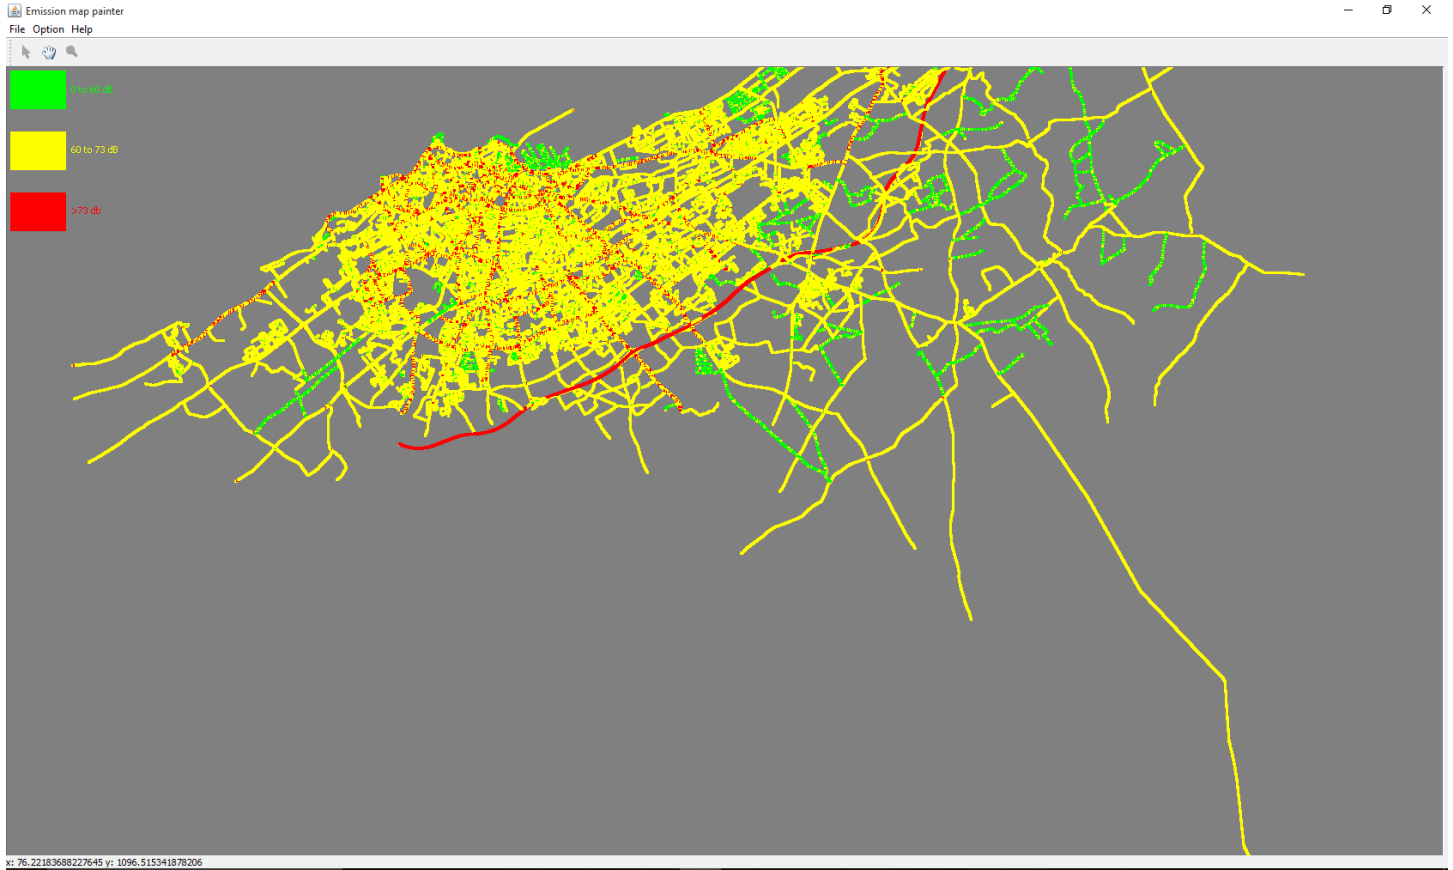 Emission map painter
File Option Help
0 to 60 dB
60 to 73 dB
>73 db
x: 76.22183688227645 y: 1096.515341878206